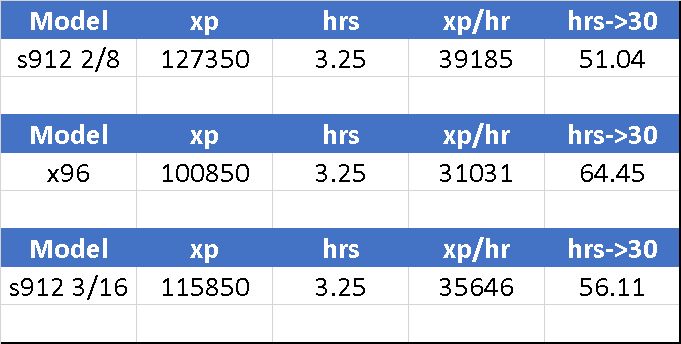 Model xp hrs xp/hr hrs->30
s912 2/8 127350 3.25 39185 51.04
Model xp hrs xp/hr hrs->30
x96 100850 3.25 31031 64.45
Model xp hrs xp/hr hrs->30
s912 3/16 115850 3.25 35646 56.11